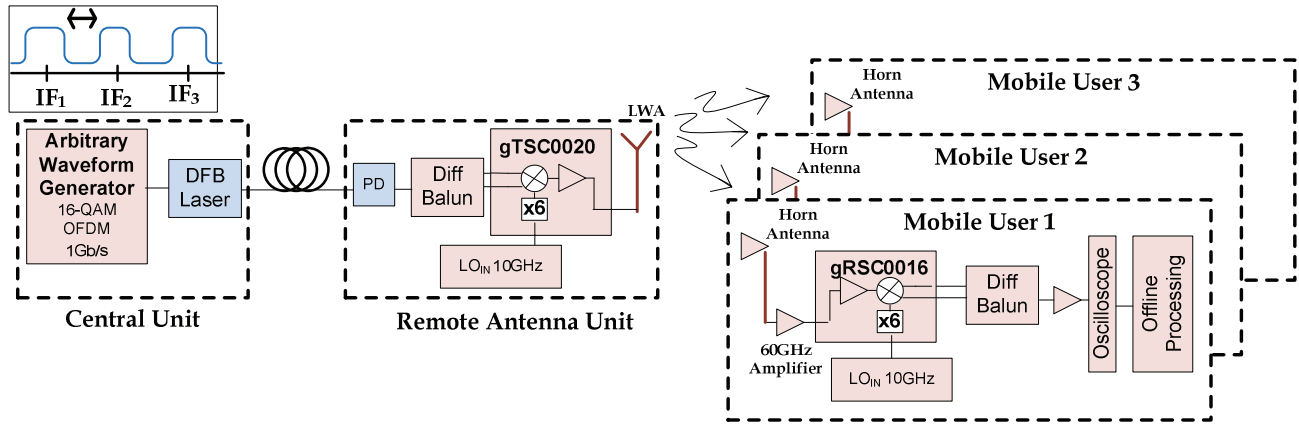 IF₁
IF₂
IF₃
Arbitrary
Waveform
Generator
16-QAM
OFDM
1Gb/s
DFB
Laser
Central Unit
PD
Diff
Balun
gTSC0020
x6
LO_IN 10GHz
LWA
Remote Antenna Unit
Mobile User 3
Horn
Antenna
Mobile User 2
Horn
Antenna
Mobile User 1
Horn
Antenna
60GHz
Amplifier
gRSC0016
x6
LO_IN 10GHz
Diff
Balun
Oscilloscope
Offline
Processing